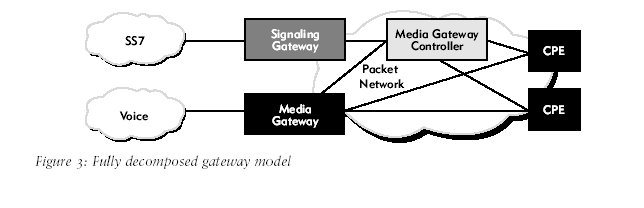 SS7
Signaling
Gateway
Media Gateway
Controller
CPE
Packet
Network
Voice
Media
Gateway
CPE
Figure 3: Fully decomposed gateway model